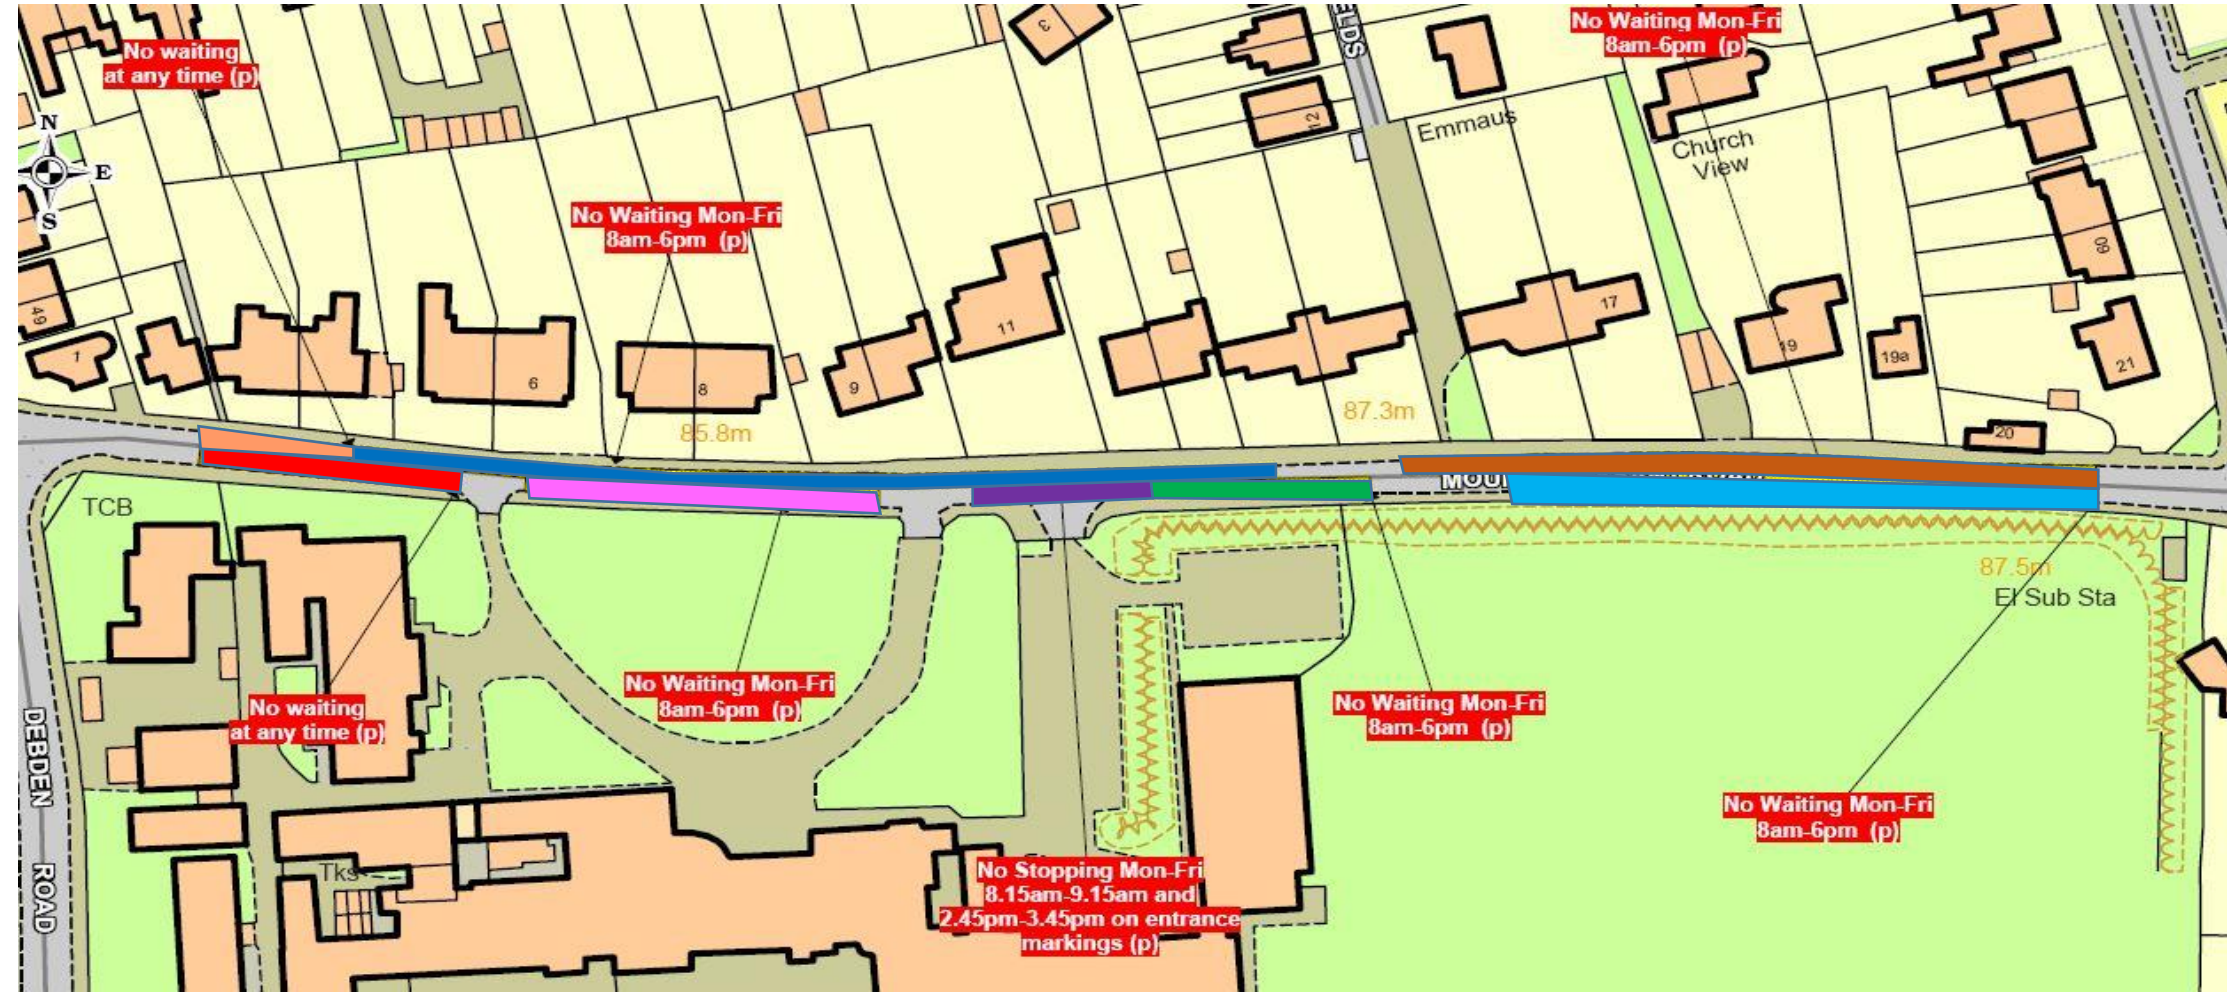 No waiting
at any time (p)
No Waiting Mon-Fri
8am-6pm (p)
No Waiting Mon-Fri
8am-6pm (p)
N
E
S
3
12
Emmaus
Church
View
49
1
6
8
9
11
17
19
19a
20
21
60
85.8m
87.3m
TCB
87.5m
El Sub Sta
No Waiting Mon-Fri
8am-6pm (p)
No waiting
at any time (p)
No Waiting Mon-Fri
8am-6pm (p)
No Waiting Mon-Fri
8am-6pm (p)
No Stopping Mon-Fri
8.15am-9.15am and
2.45pm-3.45pm on entrance
markings (p)
Tks
DEBDEN ROAD